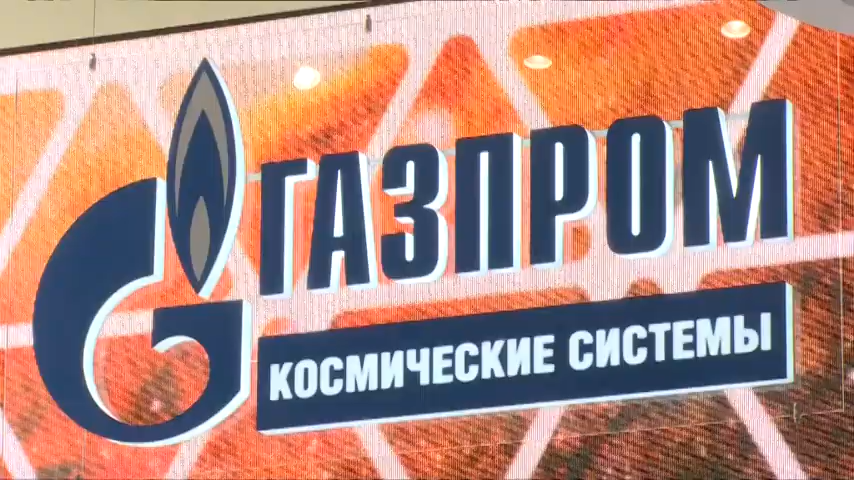 ГАЗПРОМ
КОСМИЧЕСКИЕ СИСТЕМЫ